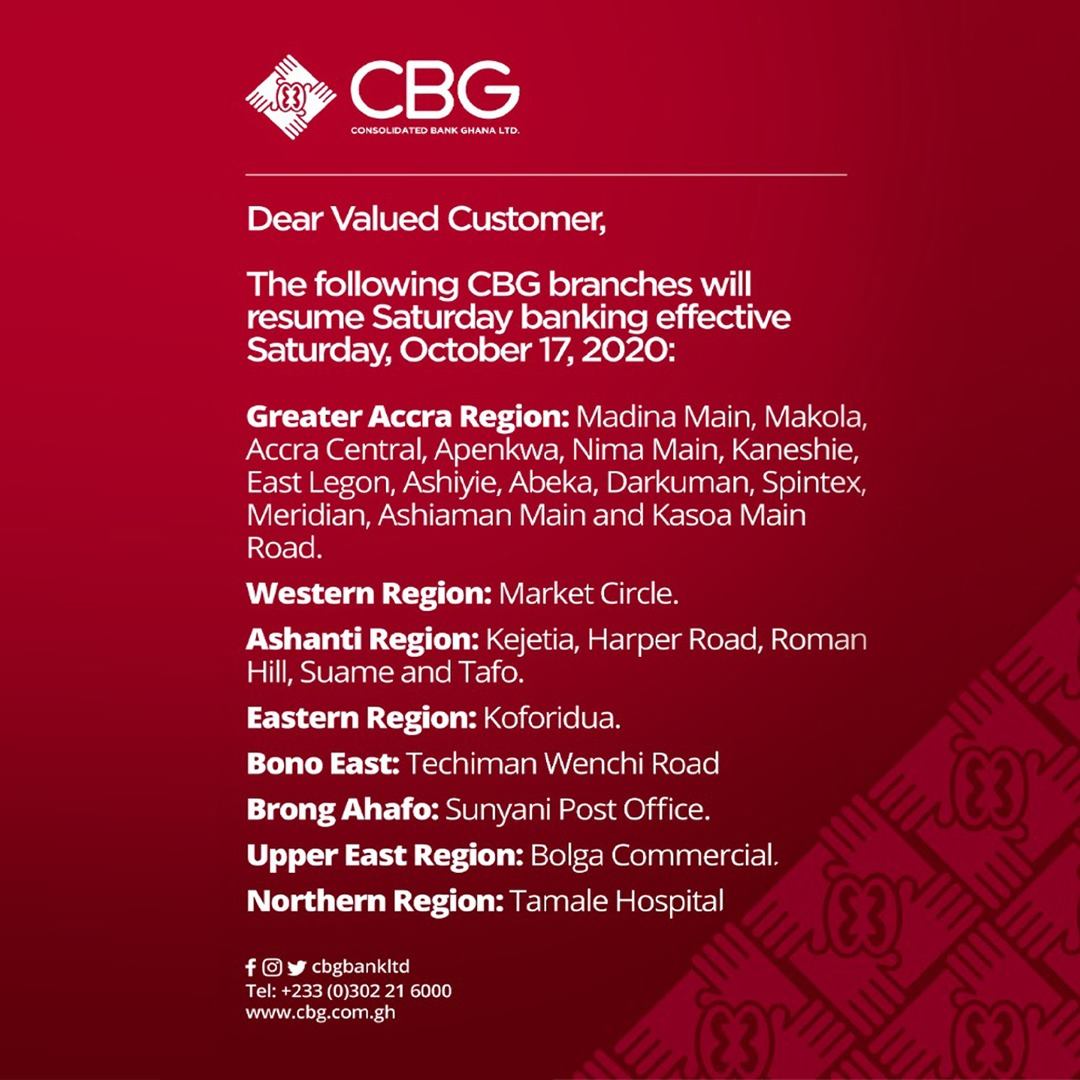 CBG
CONSOLIDATED BANK GHANA LTD.
Dear Valued Customer,
The following CBG branches will
resume Saturday banking effective
Saturday, October 17, 2020:
Greater Accra Region: Madina Main, Makola,
Accra Central, Apenkwa, Nima Main, Kaneshie,
East Legon, Ashiyie, Abeka, Darkuman, Spintex,
Meridian, Ashiaman Main and Kasoa Main
Road.
Western Region: Market Circle.
Ashanti Region: Kejetia, Harper Road, Roman
Hill, Suame and Tafo.
Eastern Region: Koforidua.
Bono East: Techiman Wenchi Road
Brong Ahafo: Sunyani Post Office.
Upper East Region: Bolga Commercial.
Northern Region: Tamale Hospital
cbgbankltd
Tel: +233 (0)302 21 6000
www.cbg.com.gh